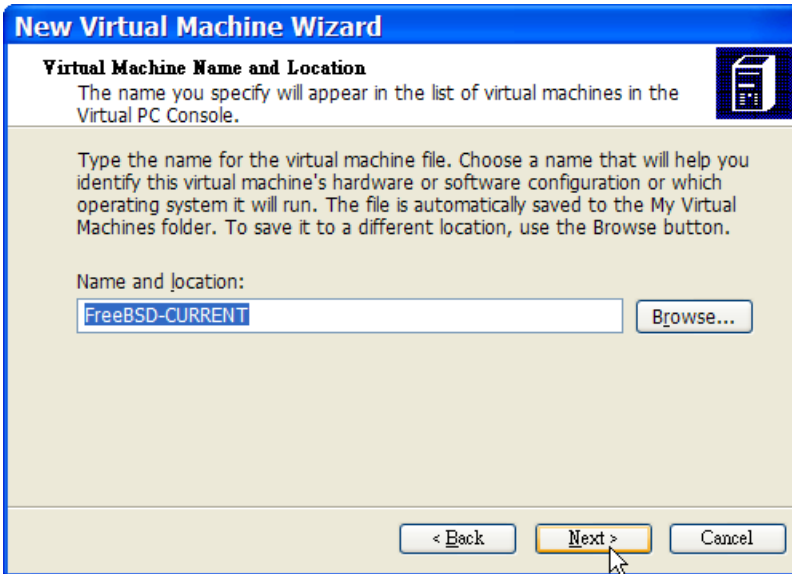 New Virtual Machine Wizard
Virtual Machine Name and Location
The name you specify will appear in the list of virtual machines in the
Virtual PC Console.
Type the name for the virtual machine file. Choose a name that will help you
identify this virtual machine's hardware or software configuration or which
operating system it will run. The file is automatically saved to the My Virtual
Machines folder. To save it to a different location, use the Browse button.
Name and location:
FreeBSD-CURRENT
Browse...
< Back
Next >
Cancel